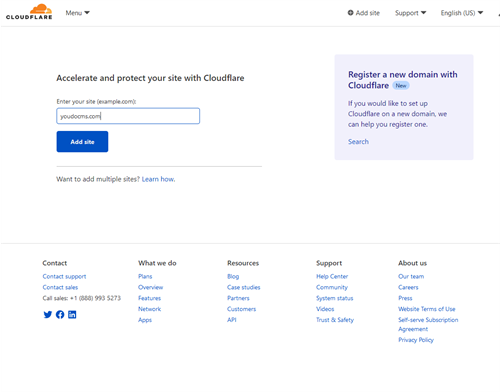 CLOUDFLARE
Menu
Add site
Support
English (US)
Accelerate and protect your site with Cloudflare
Enter your site (example.com):
youdocms.com
Add site
Want to add multiple sites? Learn how.
Register a new domain with
Cloudflare New
If you would like to set up
Cloudflare on a new domain, we
can help you register one.
Search
Contact
Contact support
Contact sales
Call sales: +1 (888) 993 5273
What we do
Plans
Overview
Features
Network
Apps
Resources
Blog
Case studies
Partners
Customers
API
Support
Help Center
Community
System status
Videos
Trust & Safety
About us
Our team
Careers
Press
Website Terms of Use
Self-serve Subscription
Agreement
Privacy Policy